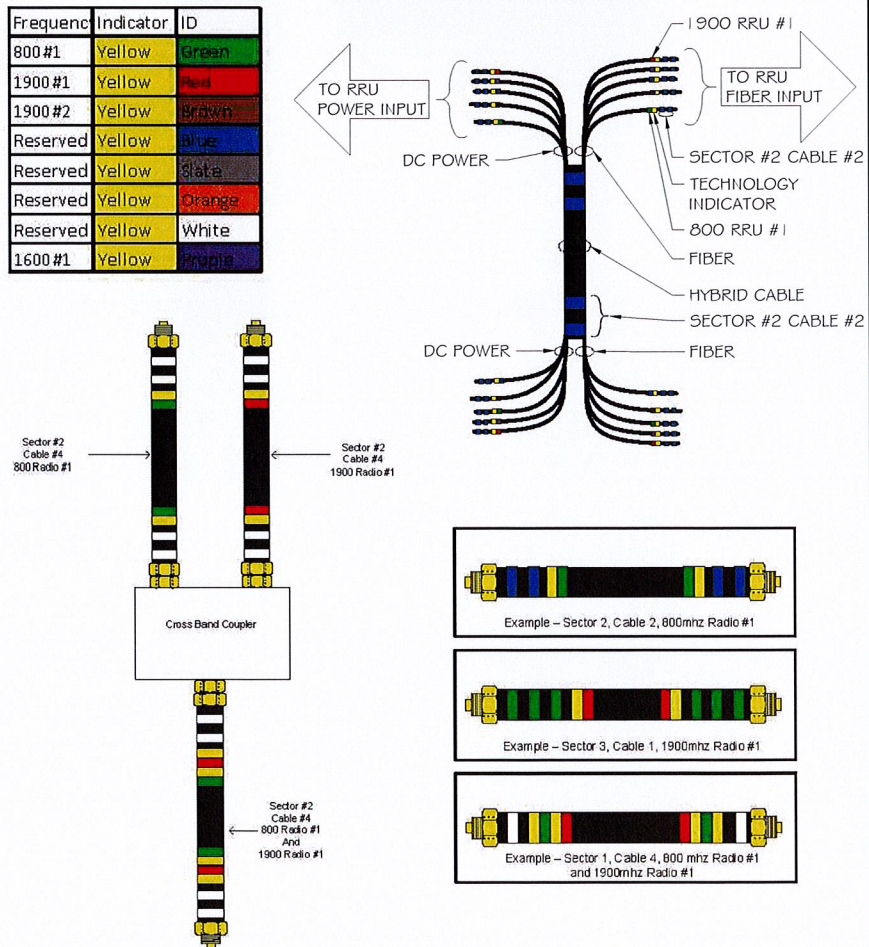 Frequenc Indicator ID
800 #1 Yellow Green
1900 #1 Yellow Red
1900 #2 Yellow Brown
Reserved Yellow Blue
Reserved Yellow Slate
Reserved Yellow Orange
Reserved Yellow White
1600 #1 Yellow Pruple
1900 RRU #1
TO RRU
POWER INPUT
TO RRU
FIBER INPUT
DC POWER
SECTOR #2 CABLE #2
TECHNOLOGY
INDICATOR
800 RRU #1
FIBER
HYBRID CABLE
SECTOR #2 CABLE #2
DC POWER
FIBER
Sector #2
Cable #4
800 Radio #1
Sector #2
Cable #4
1900 Radio #1
Cross Band Coupler
Sector #2
Cable #4
800 Radio #1
And
1900 Radio #1
Example – Sector 2, Cable 2, 800mhz Radio #1
Example – Sector 3, Cable 1, 1900mhz Radio #1
Example – Sector 1, Cable 4, 800 mhz Radio #1
and 1900mhz Radio #1